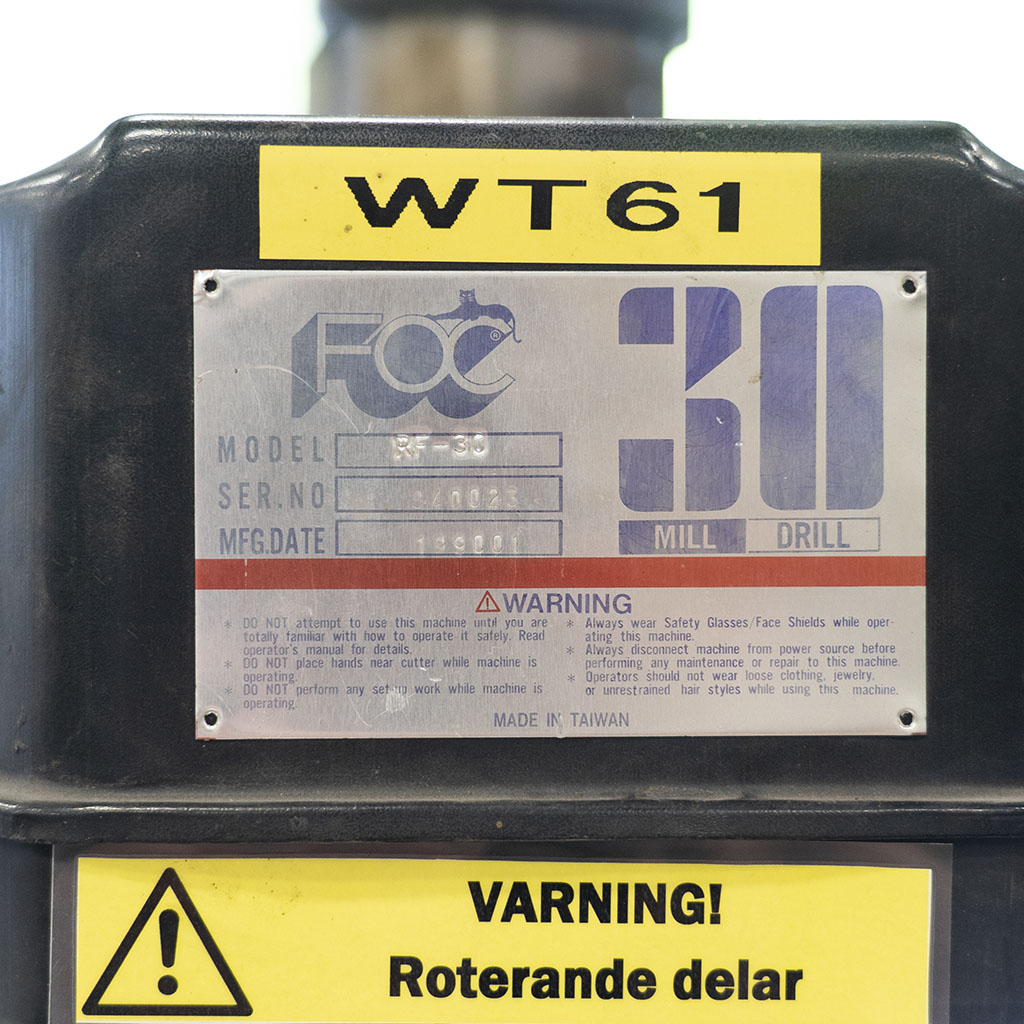 WT61
FOC®
30
MODEL RF-30
SER.NO
MFG.DATE
MILL DRILL
WARNING
* DO NOT attempt to use this machine until you are
totally familiar with how to operate it safely. Read
operator's manual for details.
* DO NOT place hands near cutter while machine is
operating.
* DO NOT perform any set-up work while machine is
operating.
* Always wear Safety Glasses/Face Shields while oper-
ating this machine.
* Always disconnect machine from power source before
performing any maintenance or repair to this machine.
* Operators should not wear loose clothing, jewelry.
or unrestrained hair styles while using this machine.
MADE IN TAIWAN
VARNING!
Roterande delar